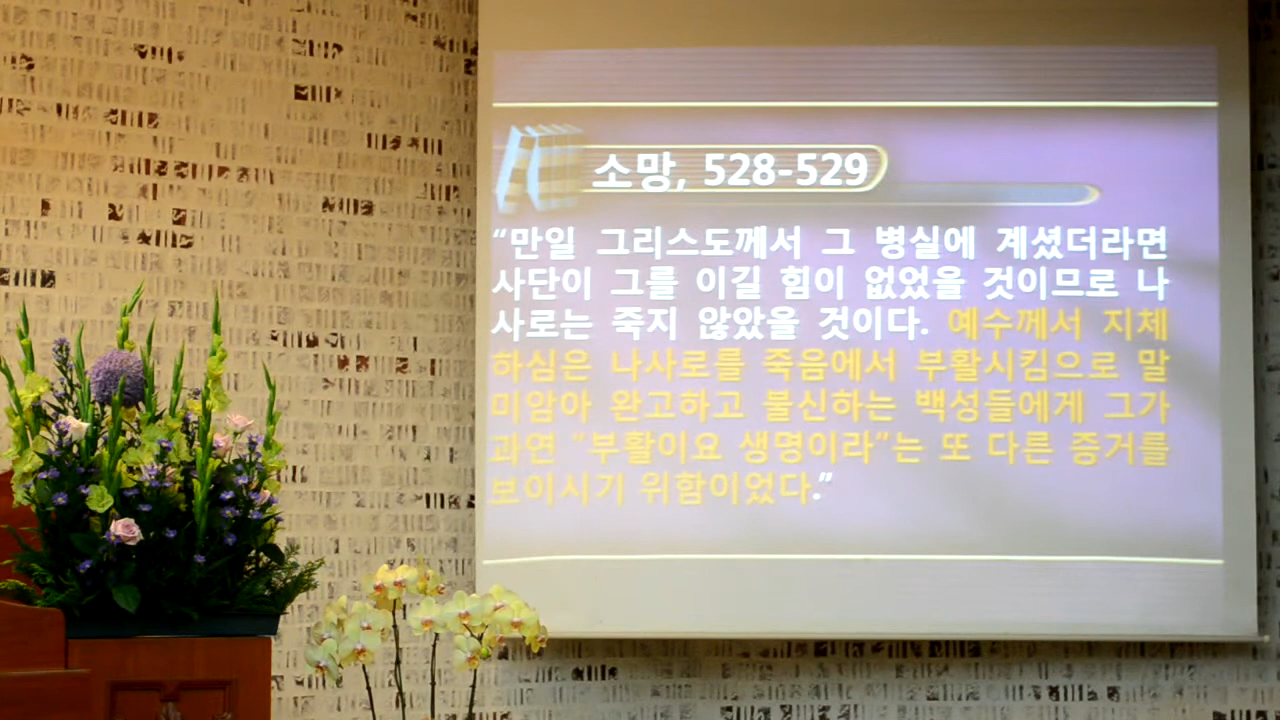 소망, 528-529
“만일 그리스도께서 그 병실에 계셨더라면
사단이 그를 이길 힘이 없었을 것이므로 나
사로는 죽지 않았을 것이다. 예수께서 지체
하심은 나사로를 죽음에서 부활시킴으로 말
미암아 완고하고 불신하는 백성들에게 그가
과연 “부활이요 생명이라”는 또 다른 증거를
보이시기 위함이었다.”